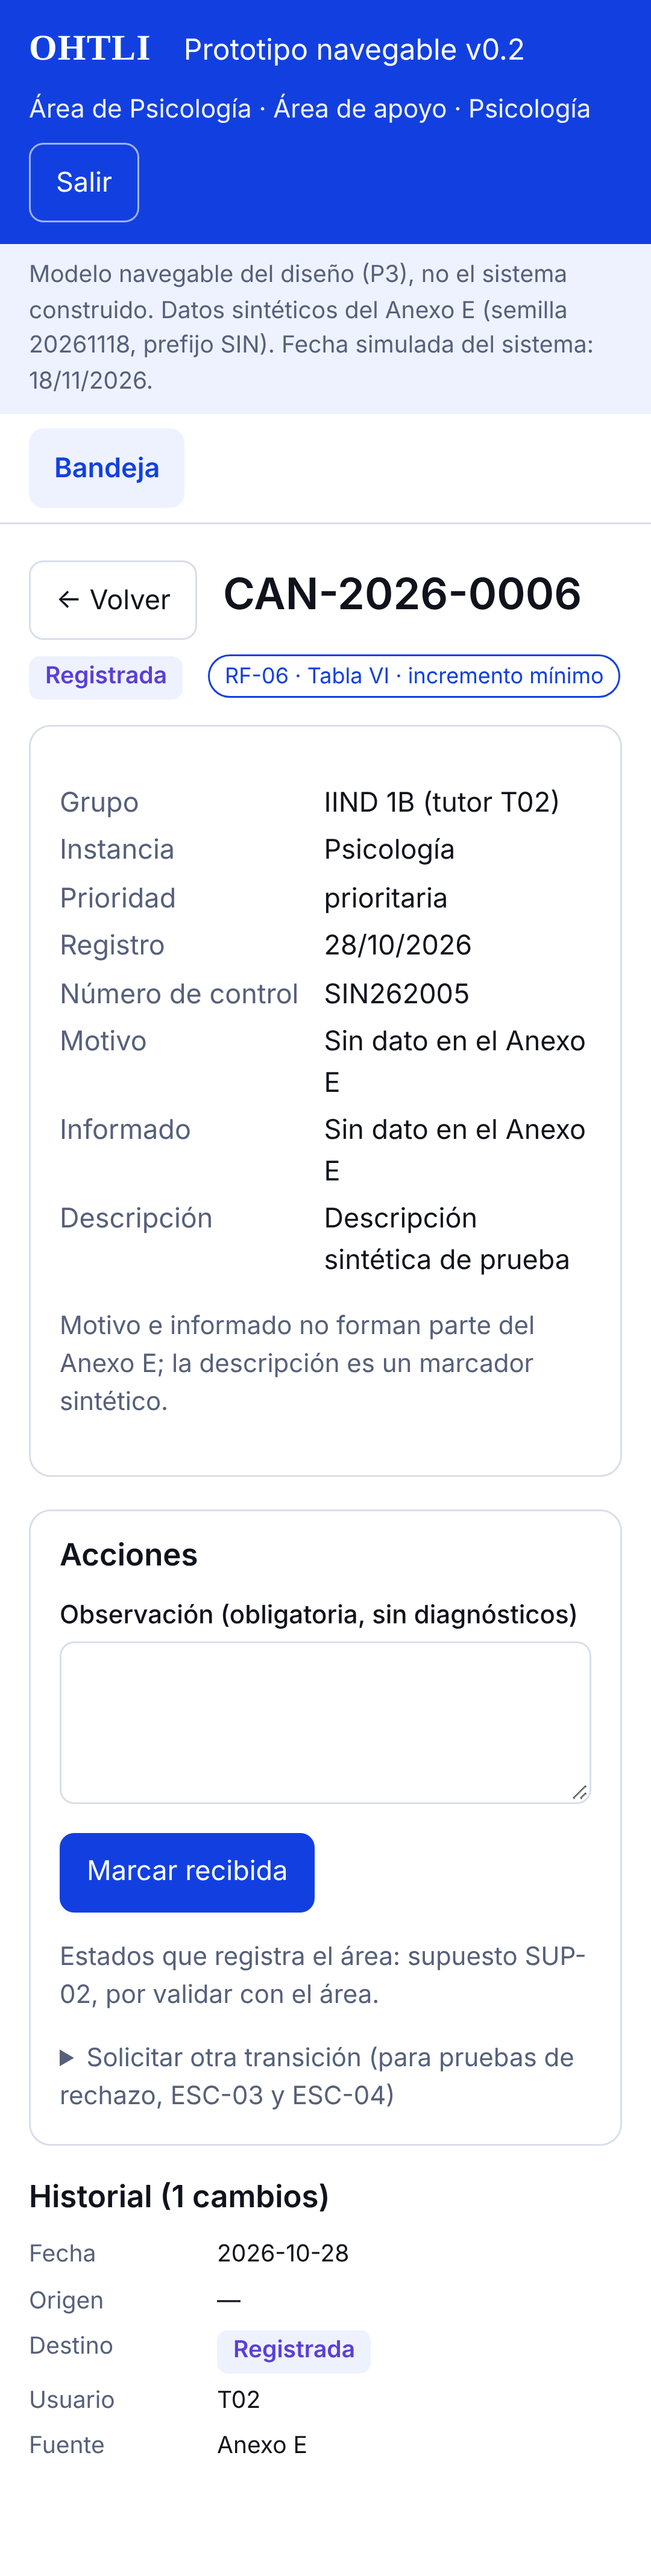 OHTLI Prototipo navegable v0.2
Área de Psicología · Área de apoyo · Psicología
Salir
Modelo navegable del diseño (P3), no el sistema
construido. Datos sintéticos del Anexo E (semilla
20261118, prefijo SIN). Fecha simulada del sistema:
18/11/2026.
Bandeja
← Volver CAN-2026-0006
Registrada RF-06 · Tabla VI · incremento mínimo
Grupo IIND 1B (tutor T02)
Instancia Psicología
Prioridad prioritaria
Registro 28/10/2026
Número de control SIN262005
Motivo Sin dato en el Anexo
E
Informado Sin dato en el Anexo
E
Descripción Descripción
sintética de prueba
Motivo e informado no forman parte del
Anexo E; la descripción es un marcador
sintético.
Acciones
Observación (obligatoria, sin diagnósticos)
Marcar recibida
Estados que registra el área: supuesto SUP-
02, por validar con el área.
▶ Solicitar otra transición (para pruebas de
rechazo, ESC-03 y ESC-04)
Historial (1 cambios)
Fecha 2026-10-28
Origen —
Destino Registrada
Usuario T02
Fuente Anexo E